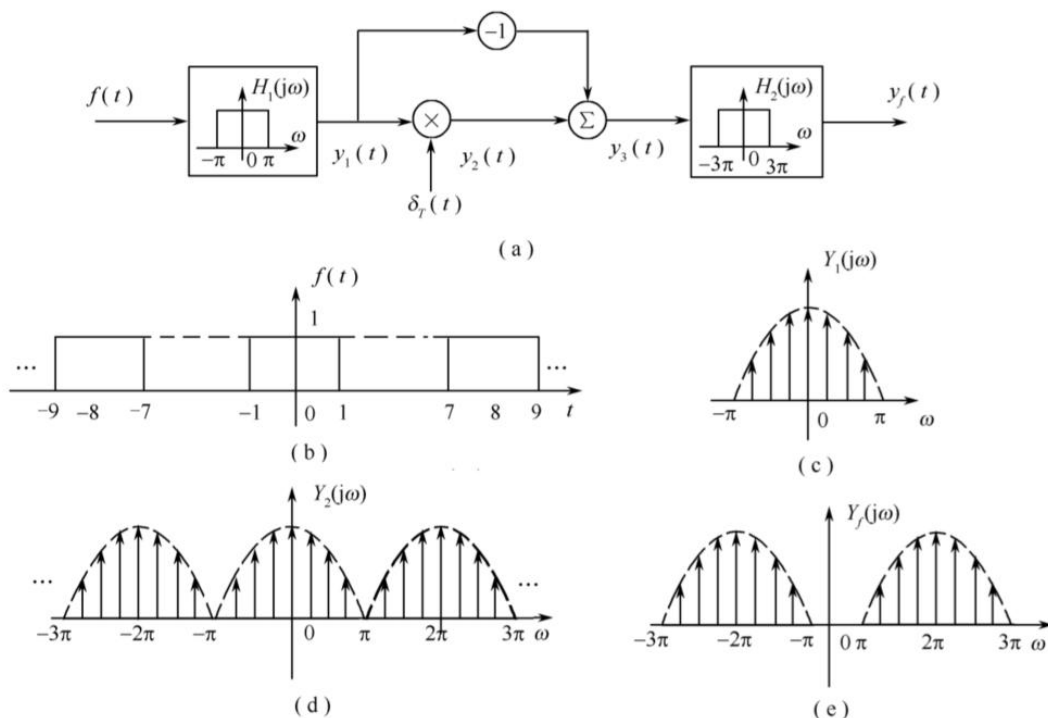 −1
f(t) H₁(jω) H₂(jω) y_f(t)
× Σ
ω ω
−π 0 π y₁(t) y₂(t) y₃(t) −3π 0 3π
δ_T(t)
(a)
f(t)
1
... ...
−9 −8 −7 −1 0 1 7 8 9 t
(b)
Y₁(jω)
−π 0 π ω
(c)
Y₂(jω)
... ...
−3π −2π −π 0 π 2π 3π ω
(d)
Y_f(jω)
−3π −2π −π 0 π 2π 3π ω
(e)